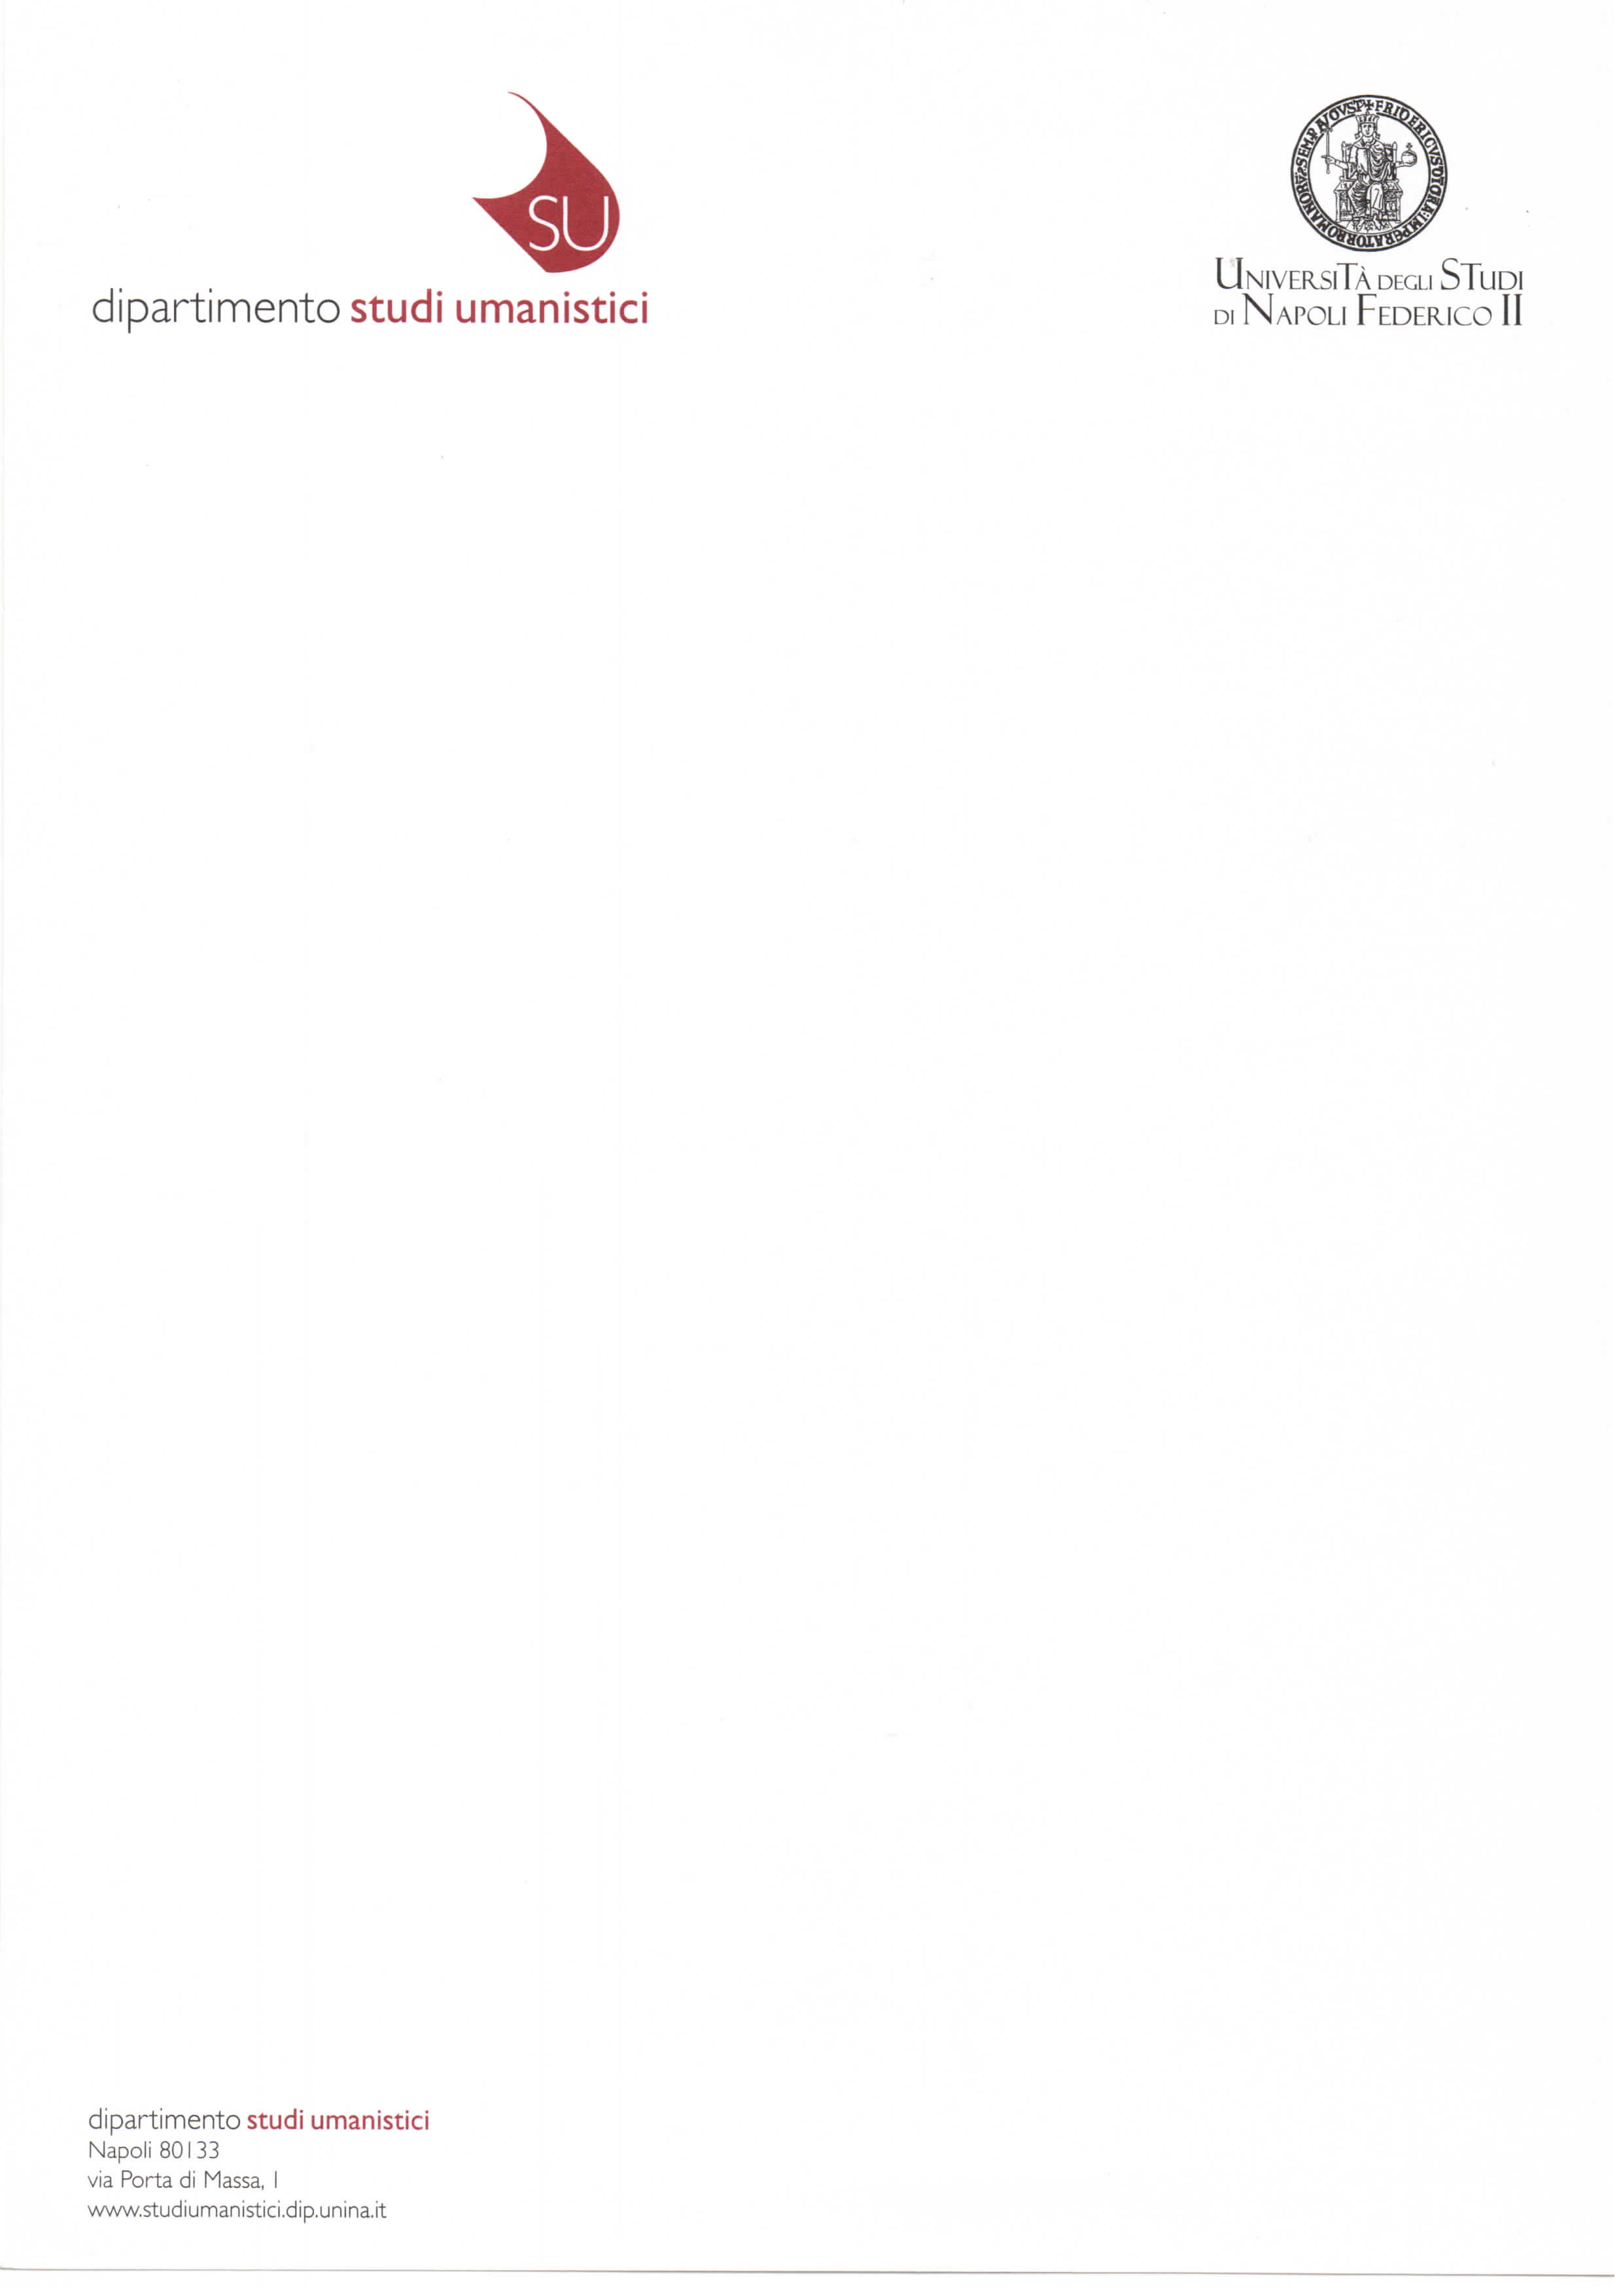 SU
dipartimento studi umanistici
UNIVERSITÀ DEGLI STUDI
DI NAPOLI FEDERICO II
dipartimento studi umanistici
Napoli 80133
via Porta di Massa, 1
www.studiumanistici.dip.unina.it